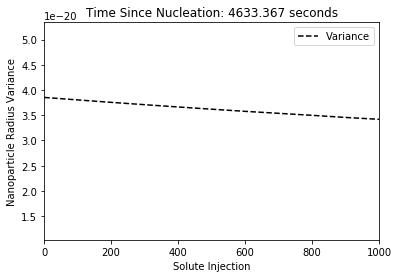 Time Since Nucleation: 4633.367 seconds
1e−20
5.0
4.5
4.0
3.5
3.0
2.5
2.0
1.5
Nanoparticle Radius Variance
Variance
0 200 400 600 800 1000
Solute Injection